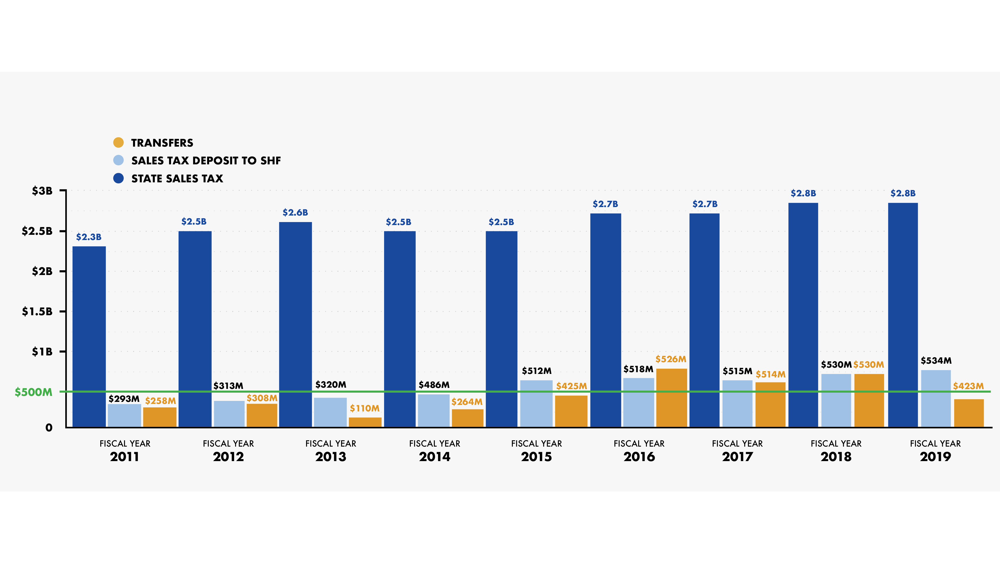 TRANSFERS
SALES TAX DEPOSIT TO SHF
STATE SALES TAX
$3B
$2.5B
$2B
$1.5B
$1B
$500M
0
$2.3B
$293M
$258M
$2.5B
$313M
$308M
$2.6B
$320M
$110M
$2.5B
$486M
$264M
$2.5B
$512M
$425M
$2.7B
$518M
$526M
$2.7B
$515M
$514M
$2.8B
$530M
$530M
$2.8B
$534M
$423M
FISCAL YEAR
2011
FISCAL YEAR
2012
FISCAL YEAR
2013
FISCAL YEAR
2014
FISCAL YEAR
2015
FISCAL YEAR
2016
FISCAL YEAR
2017
FISCAL YEAR
2018
FISCAL YEAR
2019